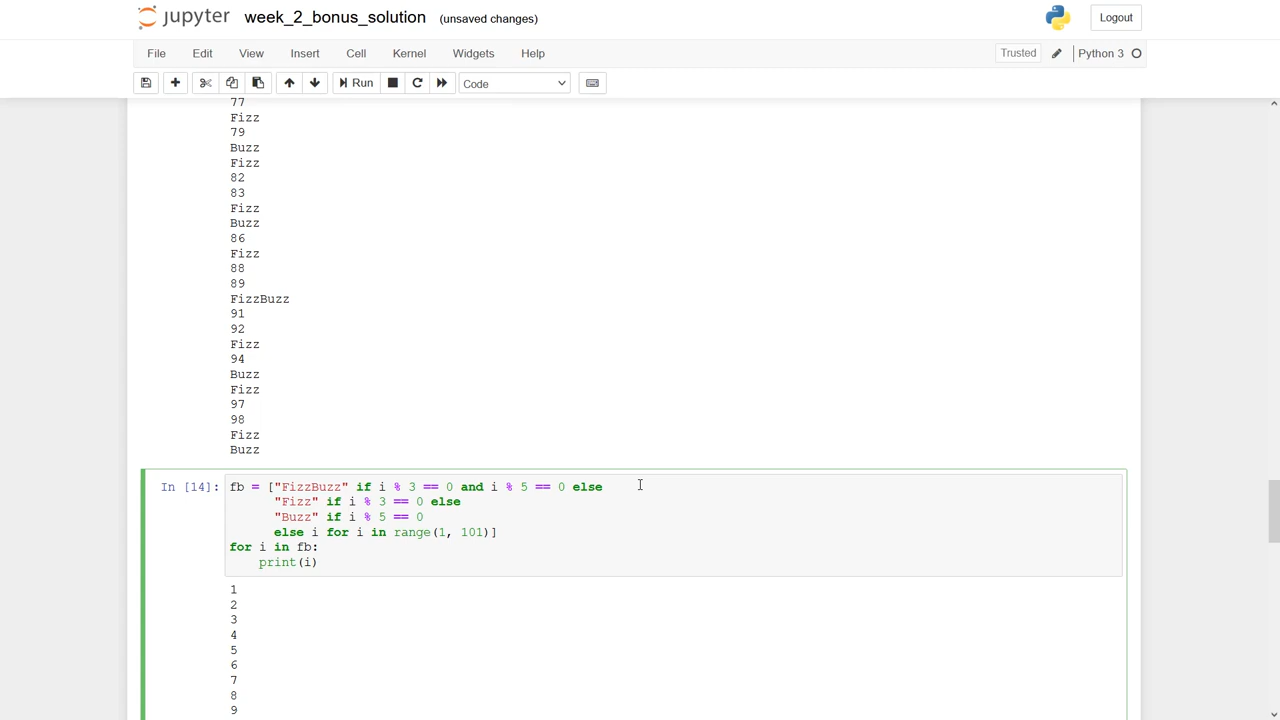 jupyter week_2_bonus_solution (unsaved changes) Logout
File Edit View Insert Cell Kernel Widgets Help Trusted Python 3
Run Code
77
Fizz
79
Buzz
Fizz
82
83
Fizz
Buzz
86
Fizz
88
89
FizzBuzz
91
92
Fizz
94
Buzz
Fizz
97
98
Fizz
Buzz
In [14]: fb = ["FizzBuzz" if i % 3 == 0 and i % 5 == 0 else
"Fizz" if i % 3 == 0 else
"Buzz" if i % 5 == 0
else i for i in range(1, 101)]
for i in fb:
print(i)
1
2
3
4
5
6
7
8
9